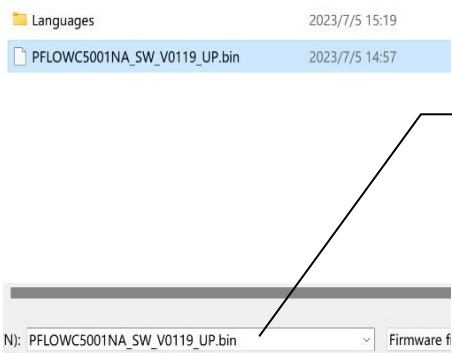 Languages 2023/7/5 15:19
PFLOWC5001NA_SW_V0119_UP.bin 2023/7/5 14:57
N): PFLOWC5001NA_SW_V0119_UP.bin Firmware fi